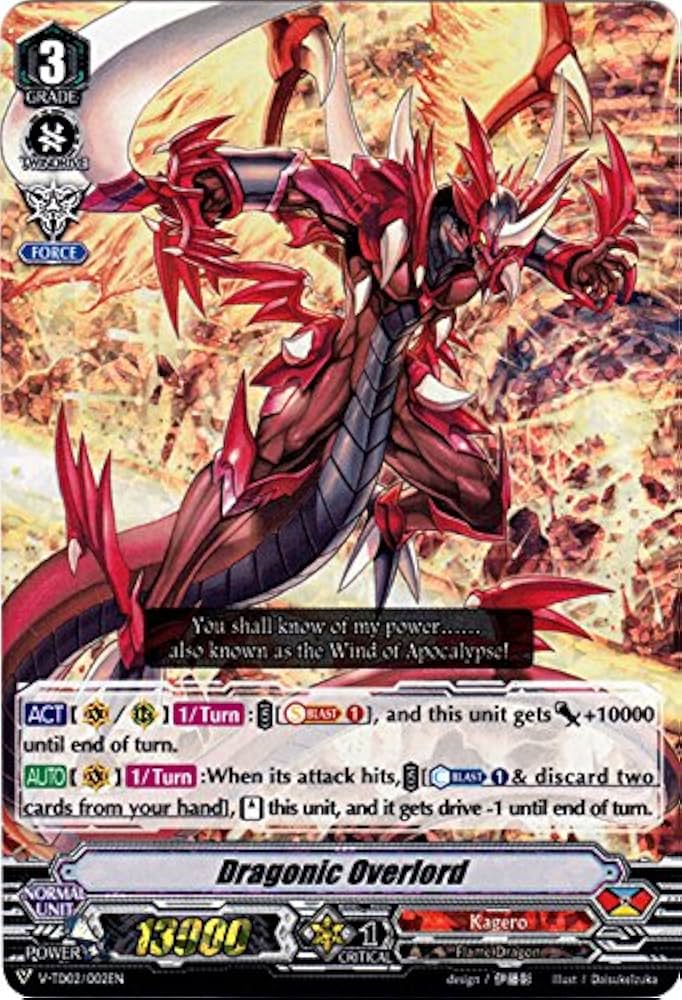 3
GRADE
TWINDRIVE
FORCE
You shall know of my power......
also known as the Wind of Apocalypse!
ACT [ / ] 1/Turn : [ S BLAST 1 ], and this unit gets +10000
until end of turn.
AUTO [ ] 1/Turn :When its attack hits, [ C BLAST 1 & discard two
cards from your hand], this unit, and it gets drive -1 until end of turn.
Dragonic Overlord
NORMAL
UNIT
POWER 13000 1 CRITICAL
Kagero
Flame Dragon
V V-TD02/002EN
design / 伊藤彰 illust / DaisukeIzuka